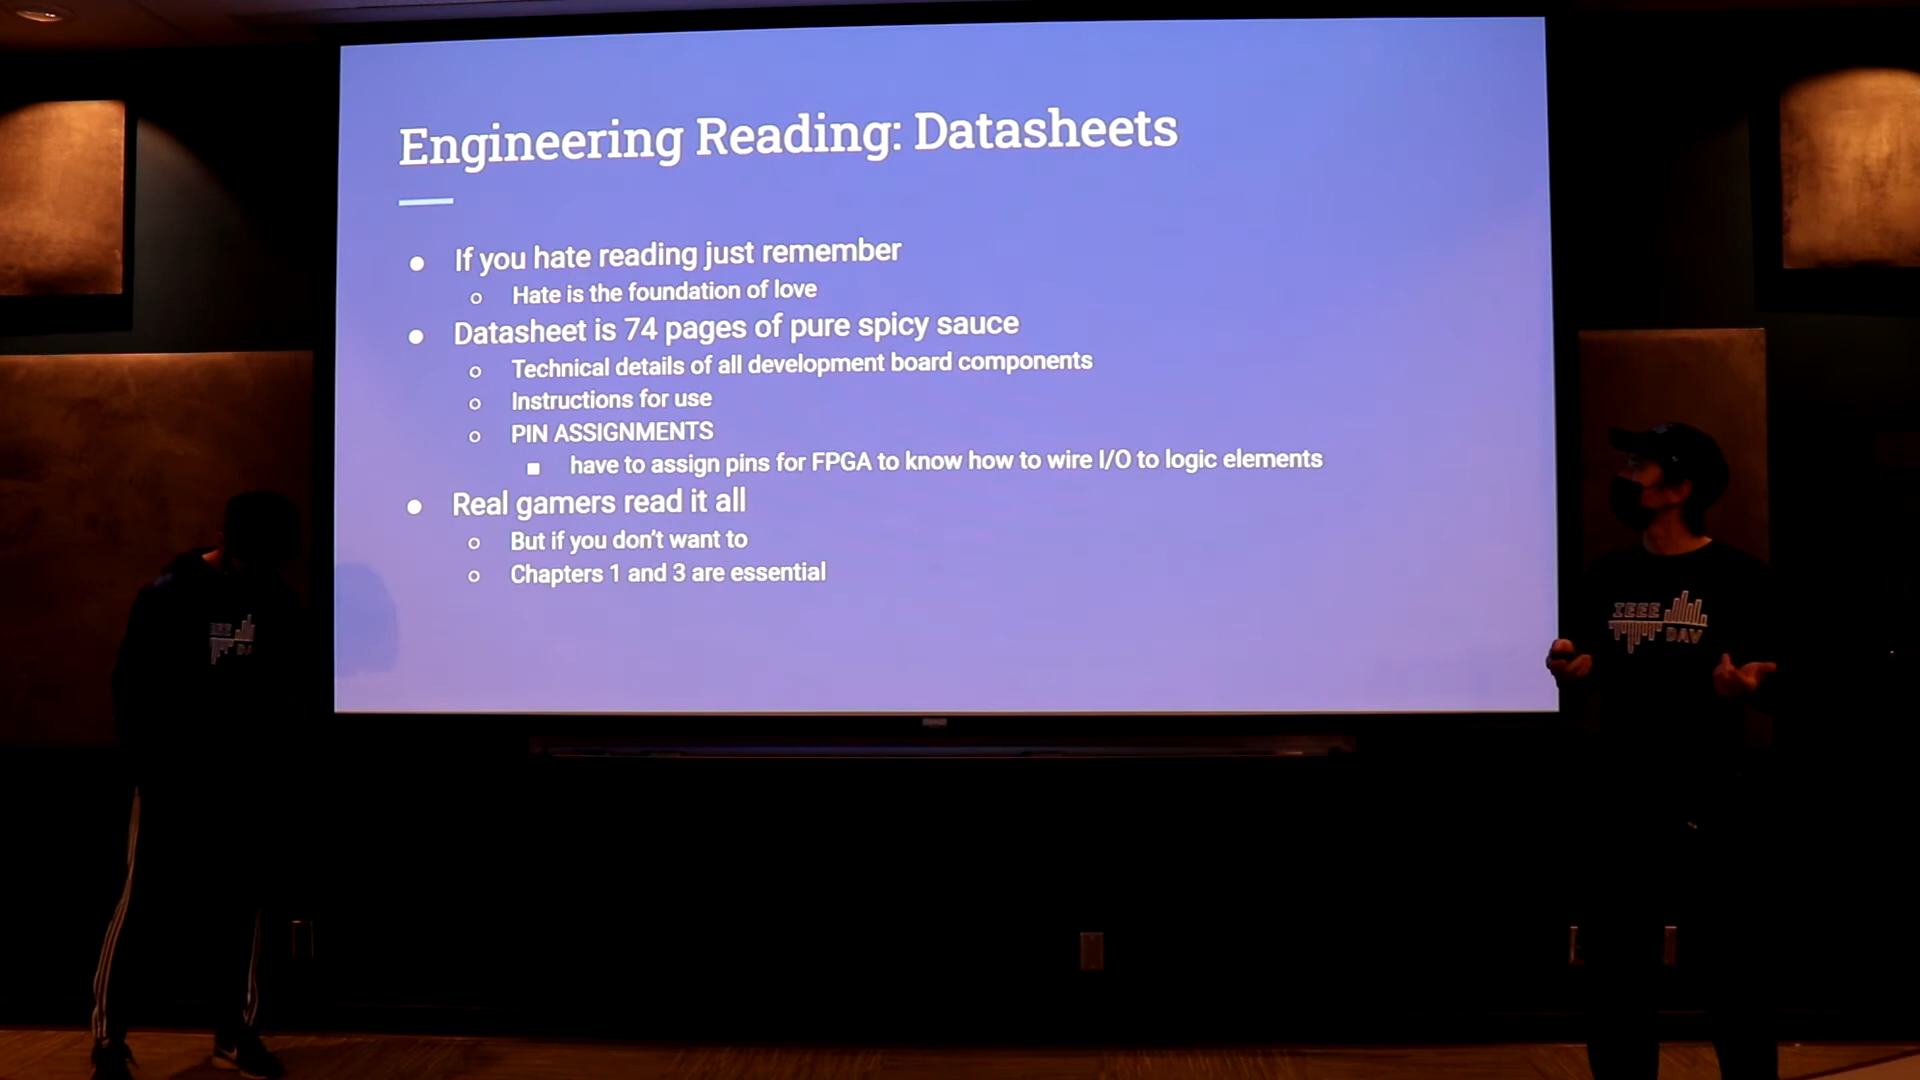 Engineering Reading: Datasheets
If you hate reading just remember
Hate is the foundation of love
Datasheet is 74 pages of pure spicy sauce
Technical details of all development board components
Instructions for use
PIN ASSIGNMENTS
have to assign pins for FPGA to know how to wire I/O to logic elements
Real gamers read it all
But if you don't want to
Chapters 1 and 3 are essential
IEEE
DAV